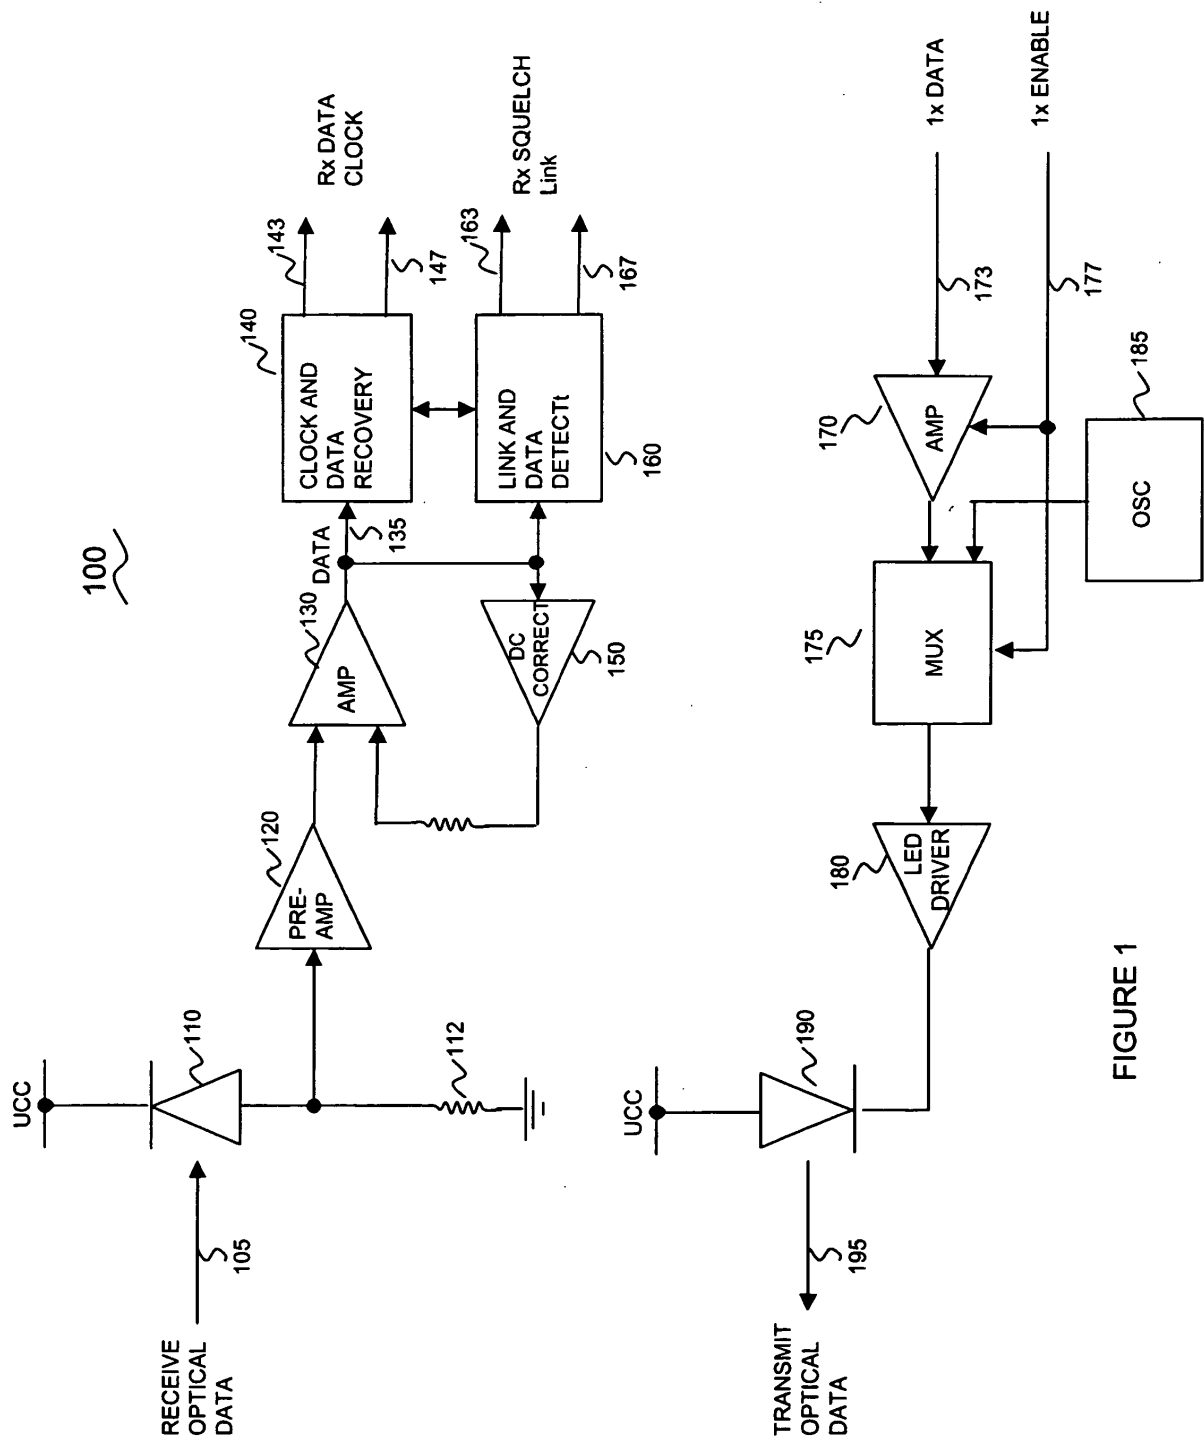 100
UCC
110
RECEIVE
OPTICAL
DATA
105
112
PRE-
AMP
120
AMP
130
DATA
135
DC
CORRECT
150
CLOCK AND
DATA
RECOVERY
140
143
147
Rx DATA
CLOCK
LINK AND
DATA
DETECTt
160
163
167
Rx SQUELCH
Link
UCC
190
TRANSMIT
OPTICAL
DATA
195
LED
DRIVER
180
MUX
175
AMP
170
173
1x DATA
177
1x ENABLE
OSC
185
FIGURE 1